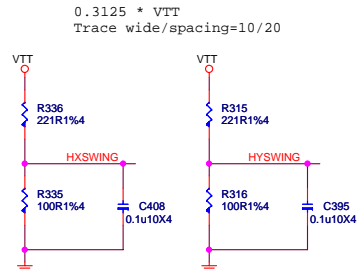 0.3125 * VTT
Trace wide/spacing=10/20
VTT
R336
221R1%4
HXSWING
R335
100R1%4
C408
0.1u10X4
VTT
R315
221R1%4
HYSWING
R316
100R1%4
C395
0.1u10X4